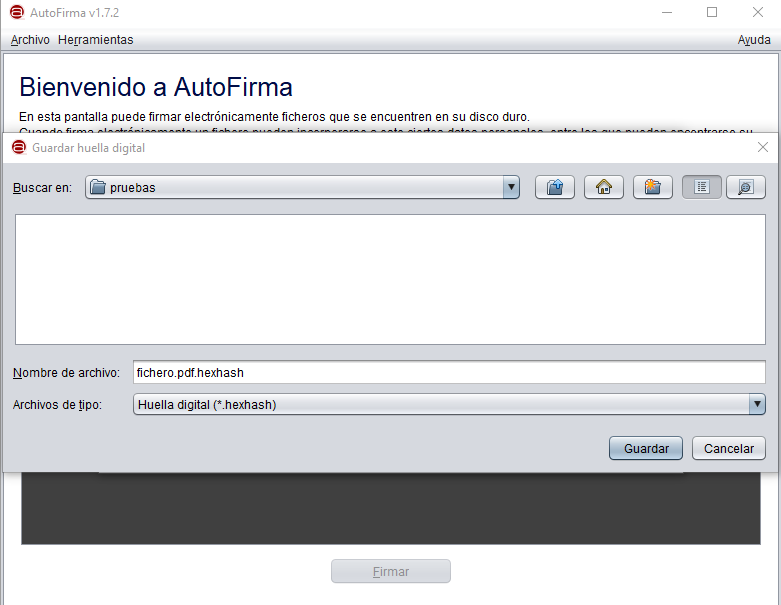 AutoFirma v1.7.2
Archivo Herramientas Ayuda
Bienvenido a AutoFirma
En esta pantalla puede firmar electrónicamente ficheros que se encuentren en su disco duro.
Cuando firma electrónicamente un fichero pueden incorporarse a este ciertos datos personales, entre los que pueden encontrarse su
Guardar huella digital
Buscar en: pruebas
Nombre de archivo: fichero.pdf.hexhash
Archivos de tipo: Huella digital (*.hexhash)
Guardar Cancelar
Firmar